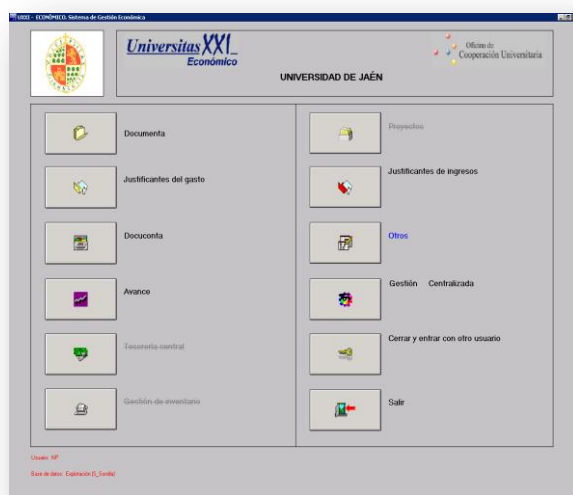 UXXI - ECONÓMICO. Sistema de Gestión Económica
Universitas XXI
Económico
Oficina de
Cooperación Universitaria
UNIVERSIDAD DE JAÉN
Documenta
Justificantes del gasto
Docuconta
Avance
Tesorería central
Gestión de inventario
Proyectos
Justificantes de ingresos
Otros
Gestión Centralizada
Cerrar y entrar con otro usuario
Salir
Usuario: NP
Base de datos: Explotación (S_Sevilla)